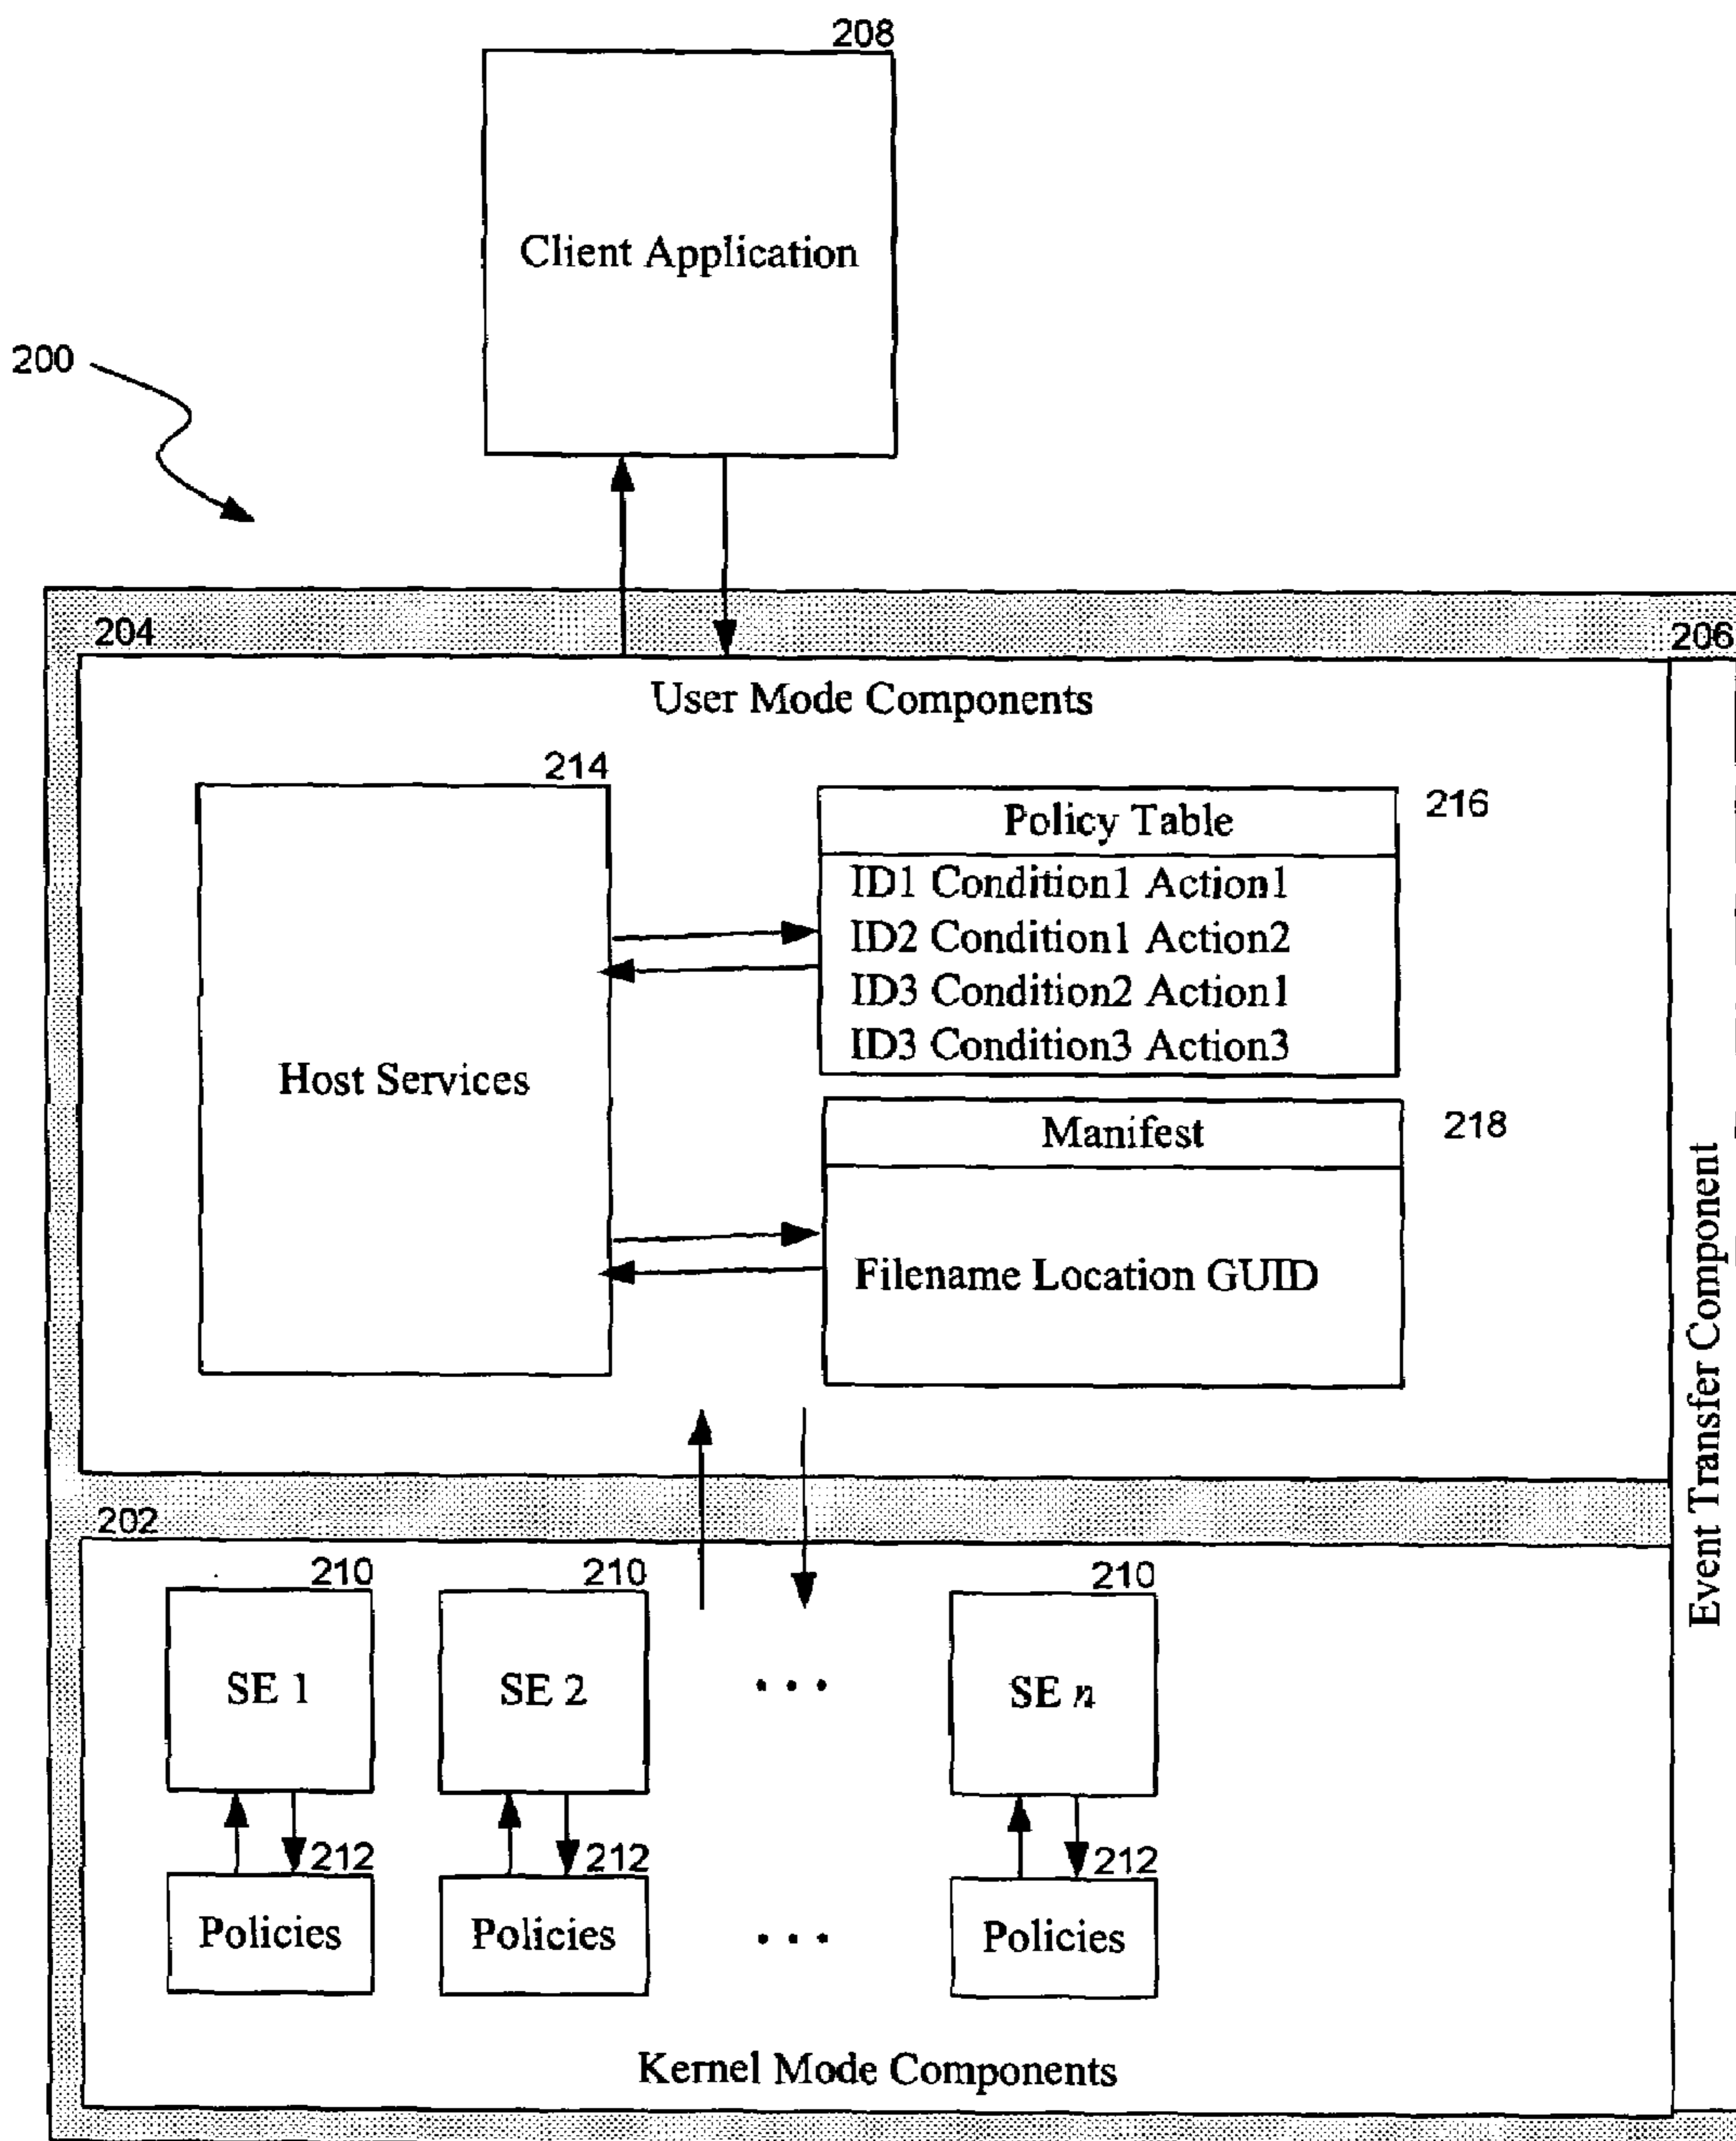 208
Client Application
200
204
206
User Mode Components
214
216
Policy Table
ID1 Condition1 Action1
ID2 Condition1 Action2
ID3 Condition2 Action1
ID3 Condition3 Action3
Host Services
218
Manifest
Filename Location GUID
Event Transfer Component
202
210
210
210
SE 1
SE 2
...
SE n
212
212
212
Policies
Policies
...
Policies
Kernel Mode Components